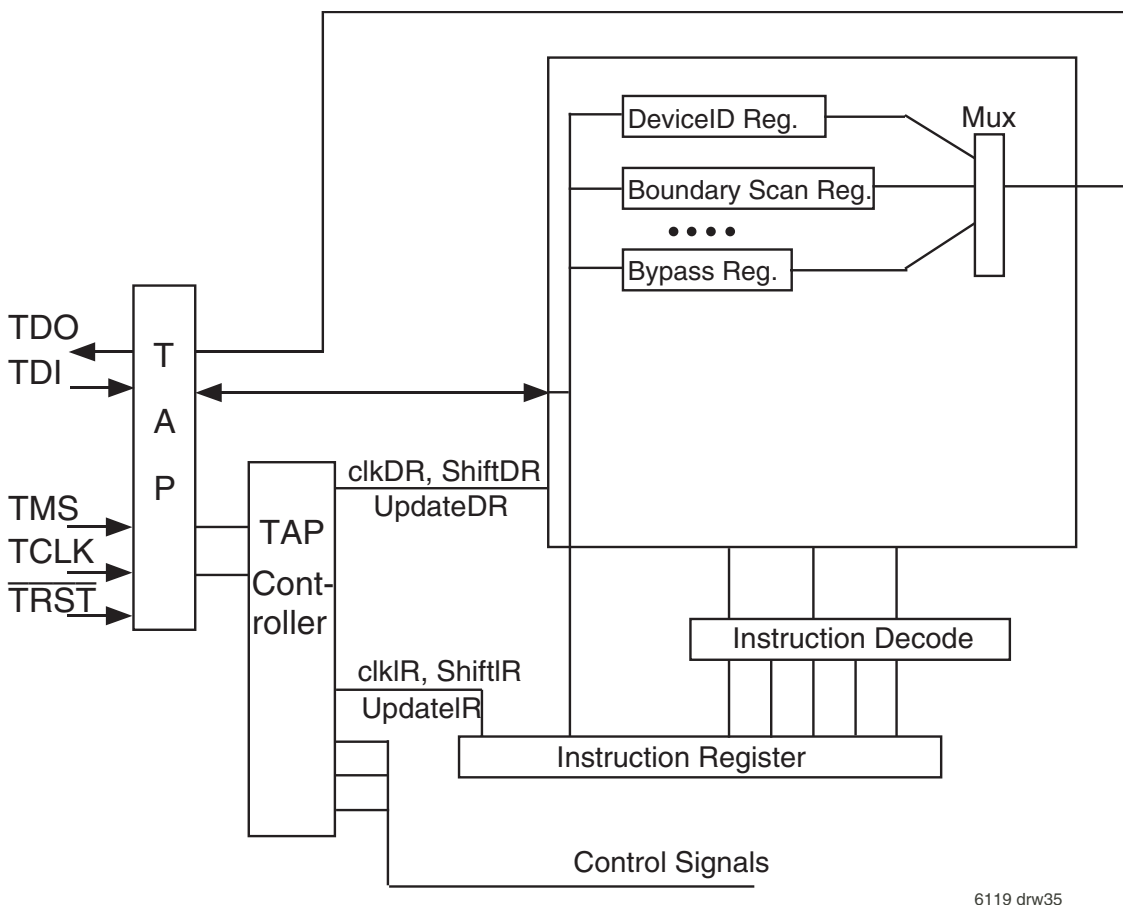 DeviceID Reg.
Mux
Boundary Scan Reg.
Bypass Reg.
TDO
TDI
T
A
P
TMS
TCLK
TRST
clkDR, ShiftDR
UpdateDR
TAP
Cont-
roller
Instruction Decode
clkIR, ShiftIR
UpdateIR
Instruction Register
Control Signals
6119 drw35